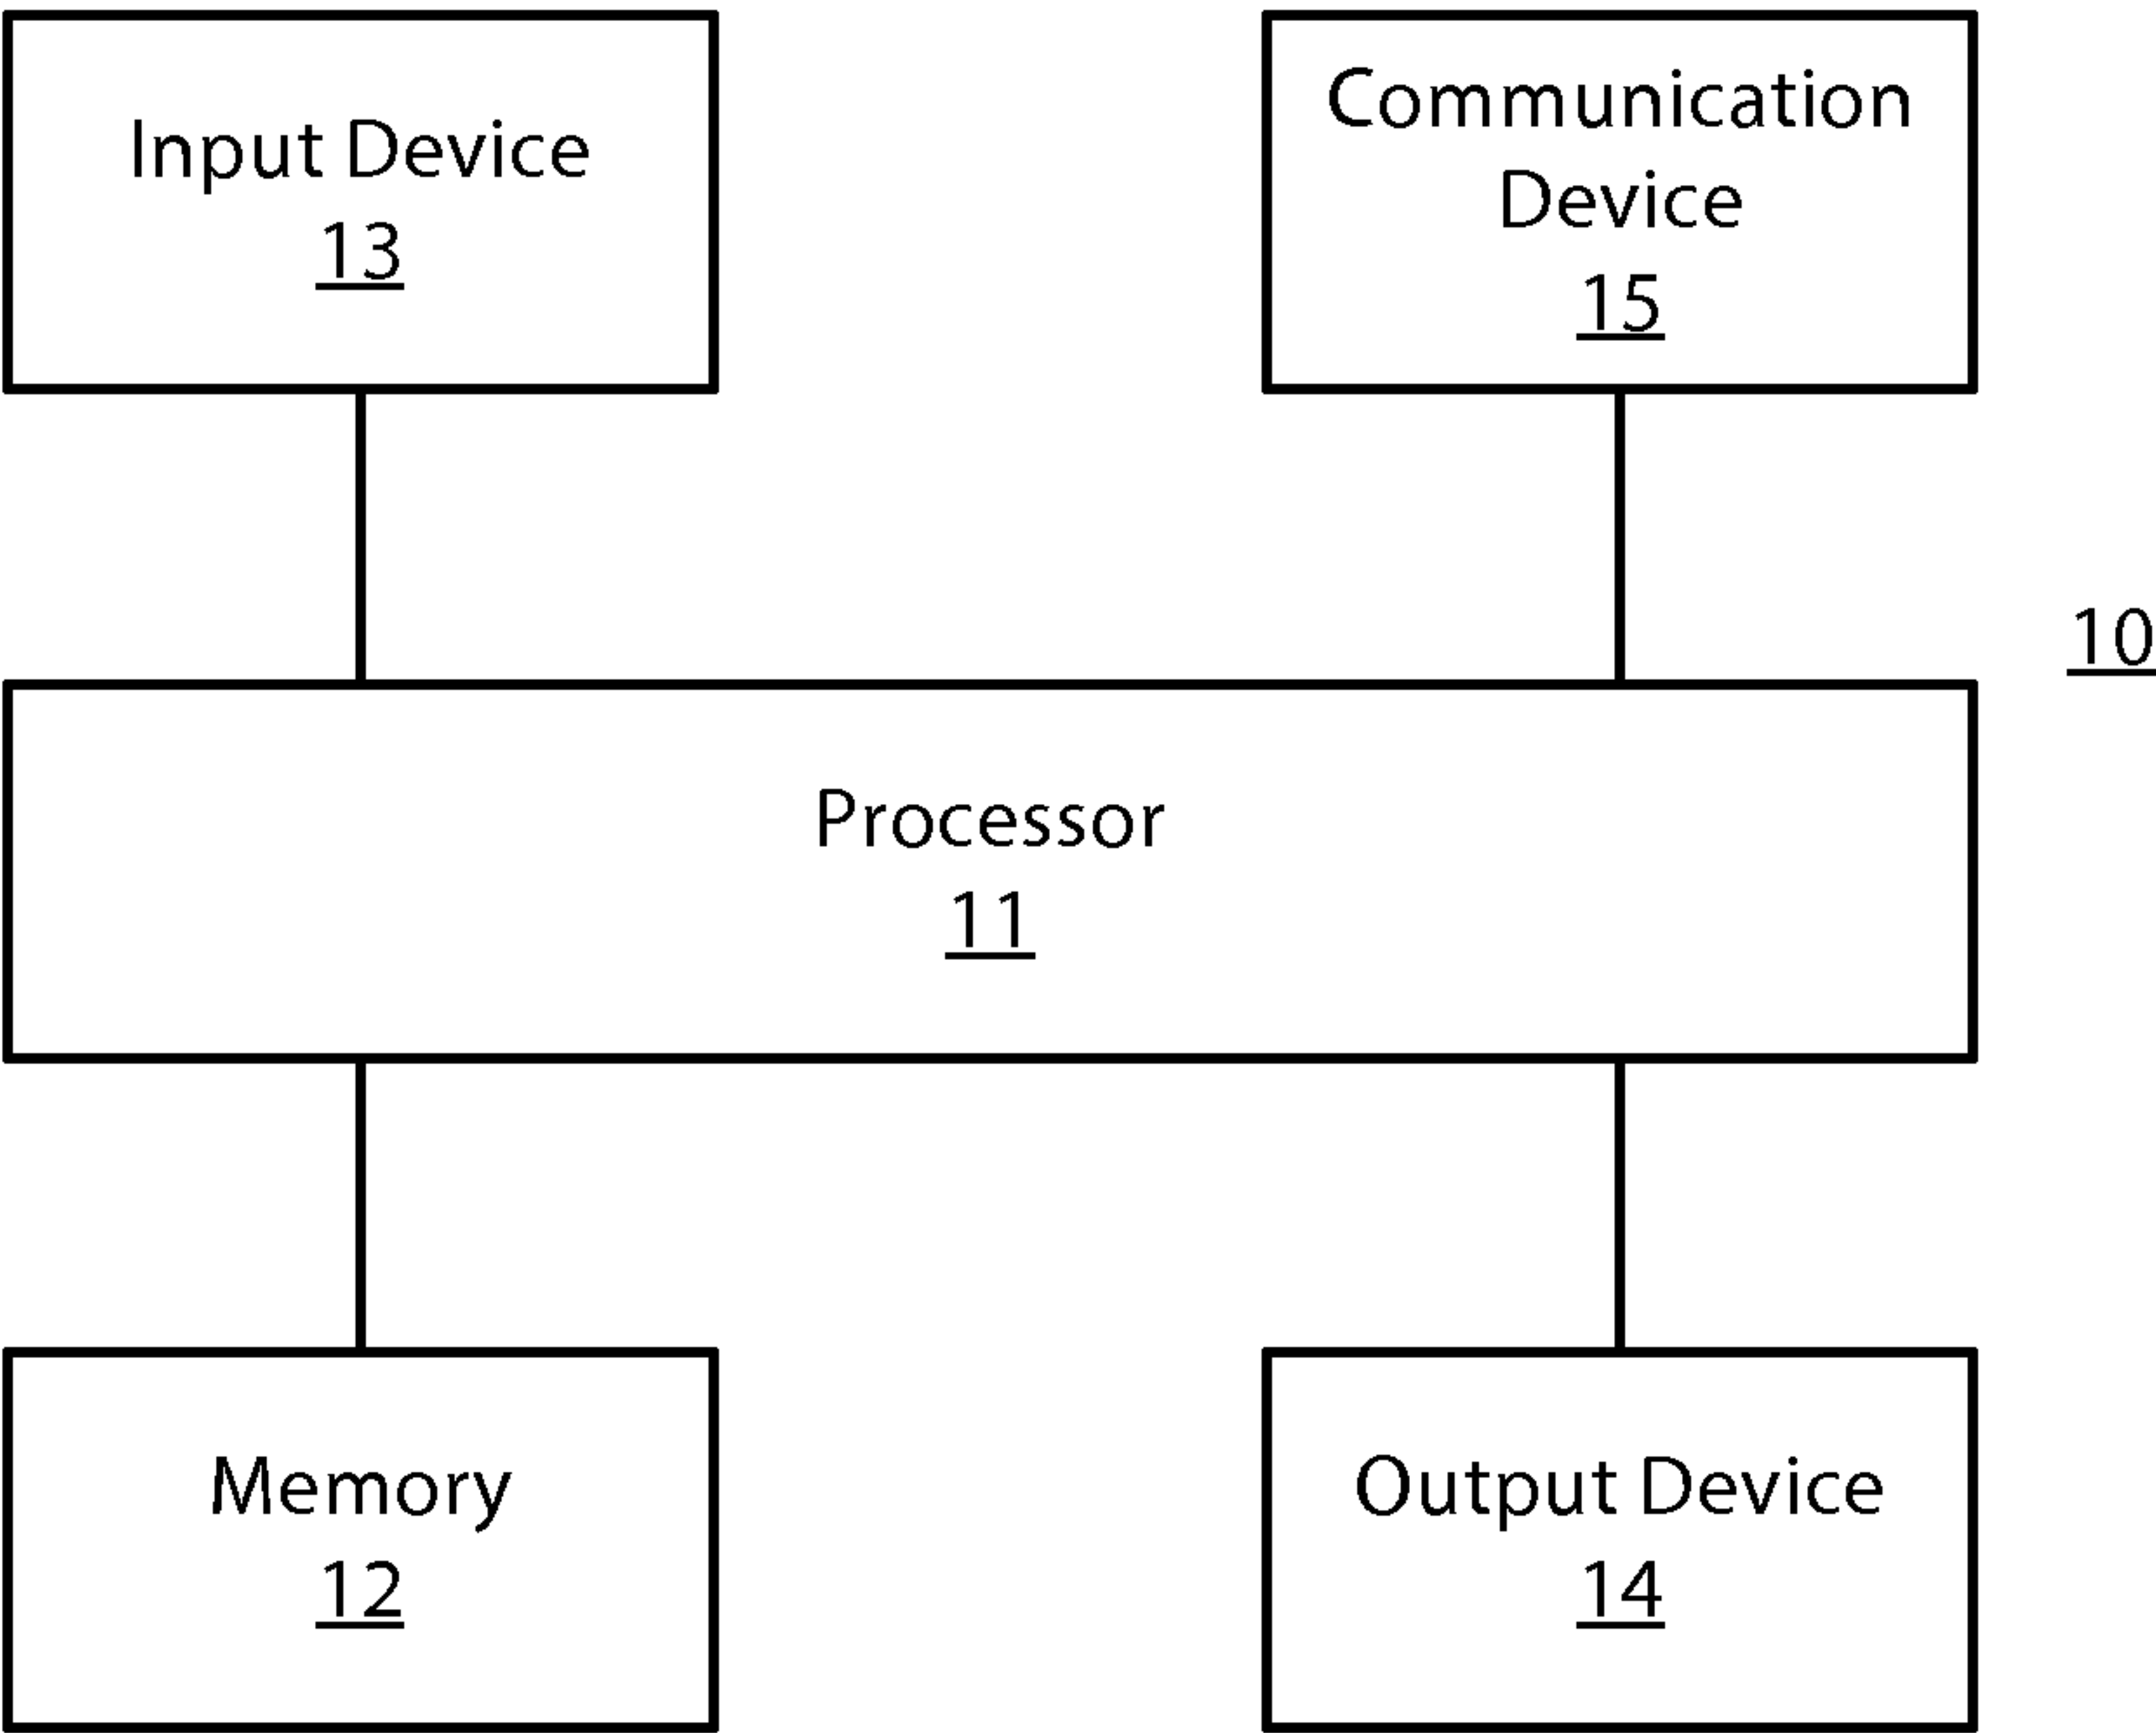 Input Device
13
Communication
Device
15
10
Processor
11
Memory
12
Output Device
14